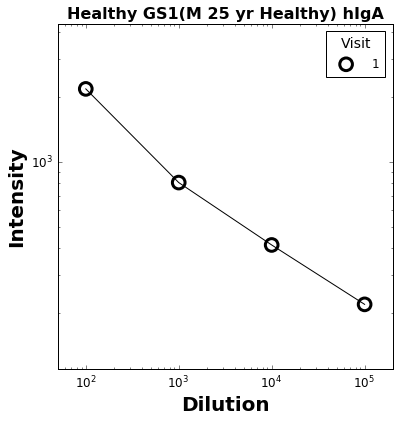 Healthy GS1(M 25 yr Healthy) hIgA
Visit
1
Intensity
10³
10² 10³ 10⁴ 10⁵
Dilution